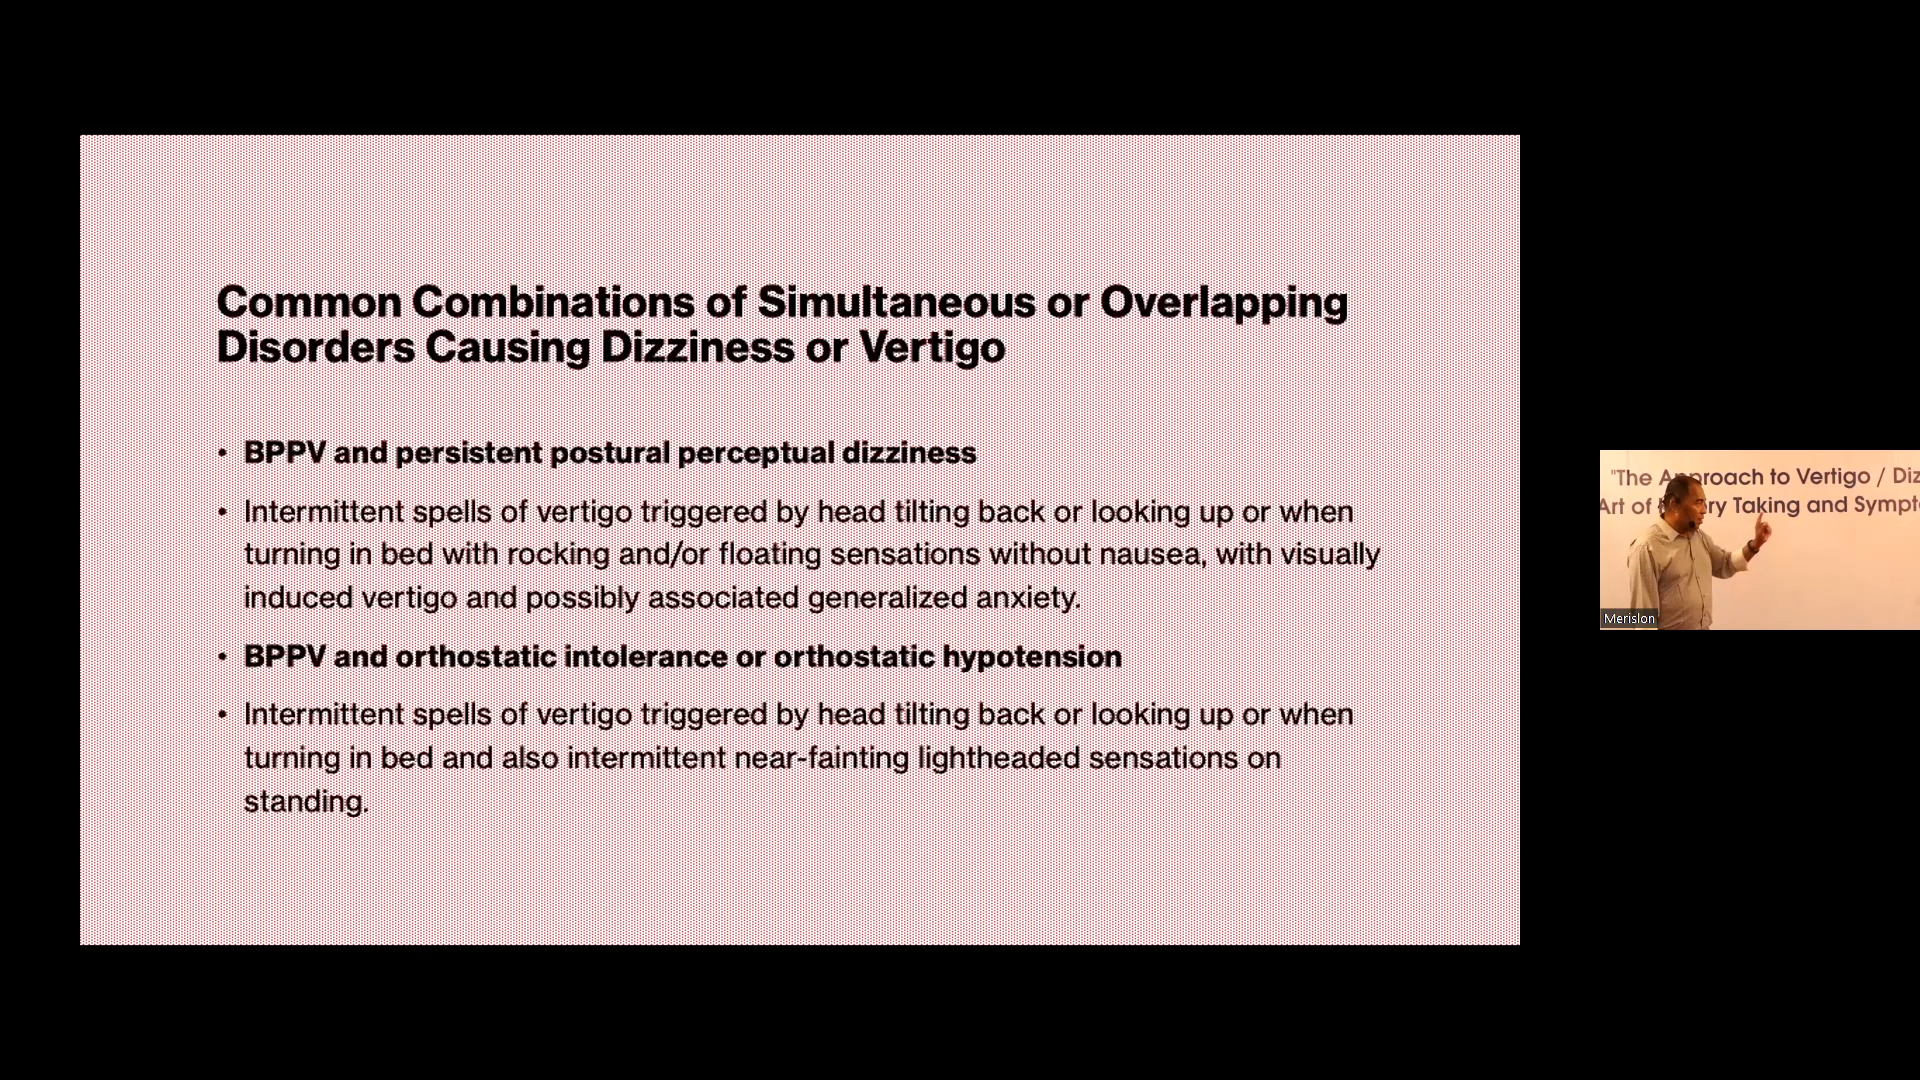 Common Combinations of Simultaneous or Overlapping
Disorders Causing Dizziness or Vertigo
• BPPV and persistent postural perceptual dizziness
• Intermittent spells of vertigo triggered by head tilting back or looking up or when
turning in bed with rocking and/or floating sensations without nausea, with visually
induced vertigo and possibly associated generalized anxiety.
• BPPV and orthostatic intolerance or orthostatic hypotension
• Intermittent spells of vertigo triggered by head tilting back or looking up or when
turning in bed and also intermittent near-fainting lightheaded sensations on
standing.
"The Approach to Vertigo / Diz
Art of ry Taking and Sympt
Merislon